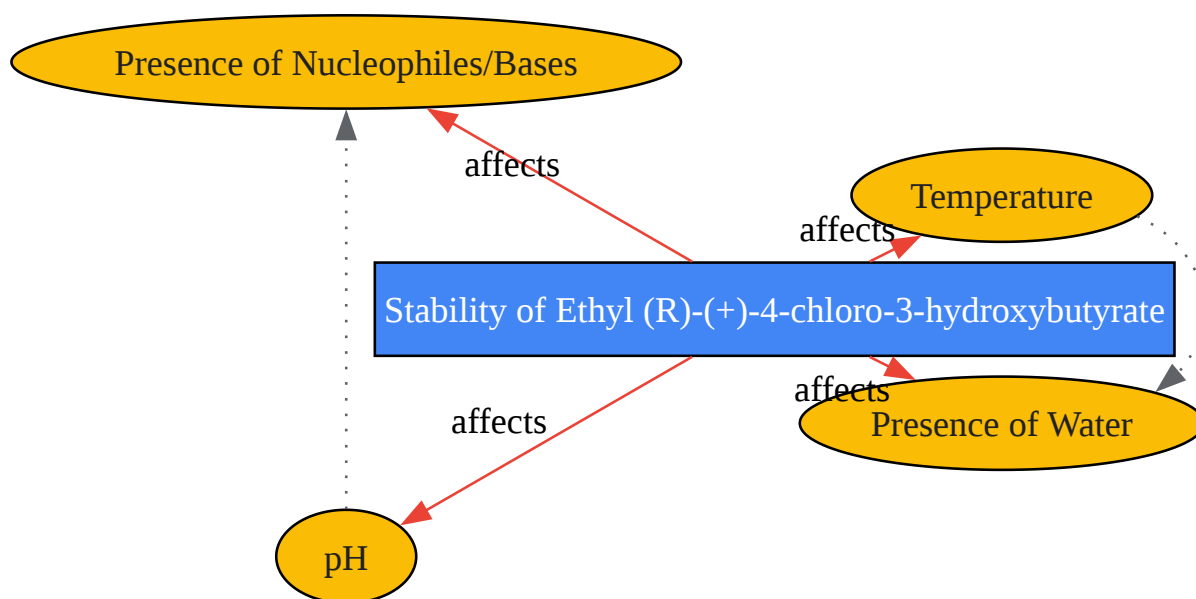 Presence of Nucleophiles/Bases
affects
Temperature
affects
Stability of Ethyl (R)-(+)-4-chloro-3-hydroxybutyrate
affects
Presence of Water
affects
pH